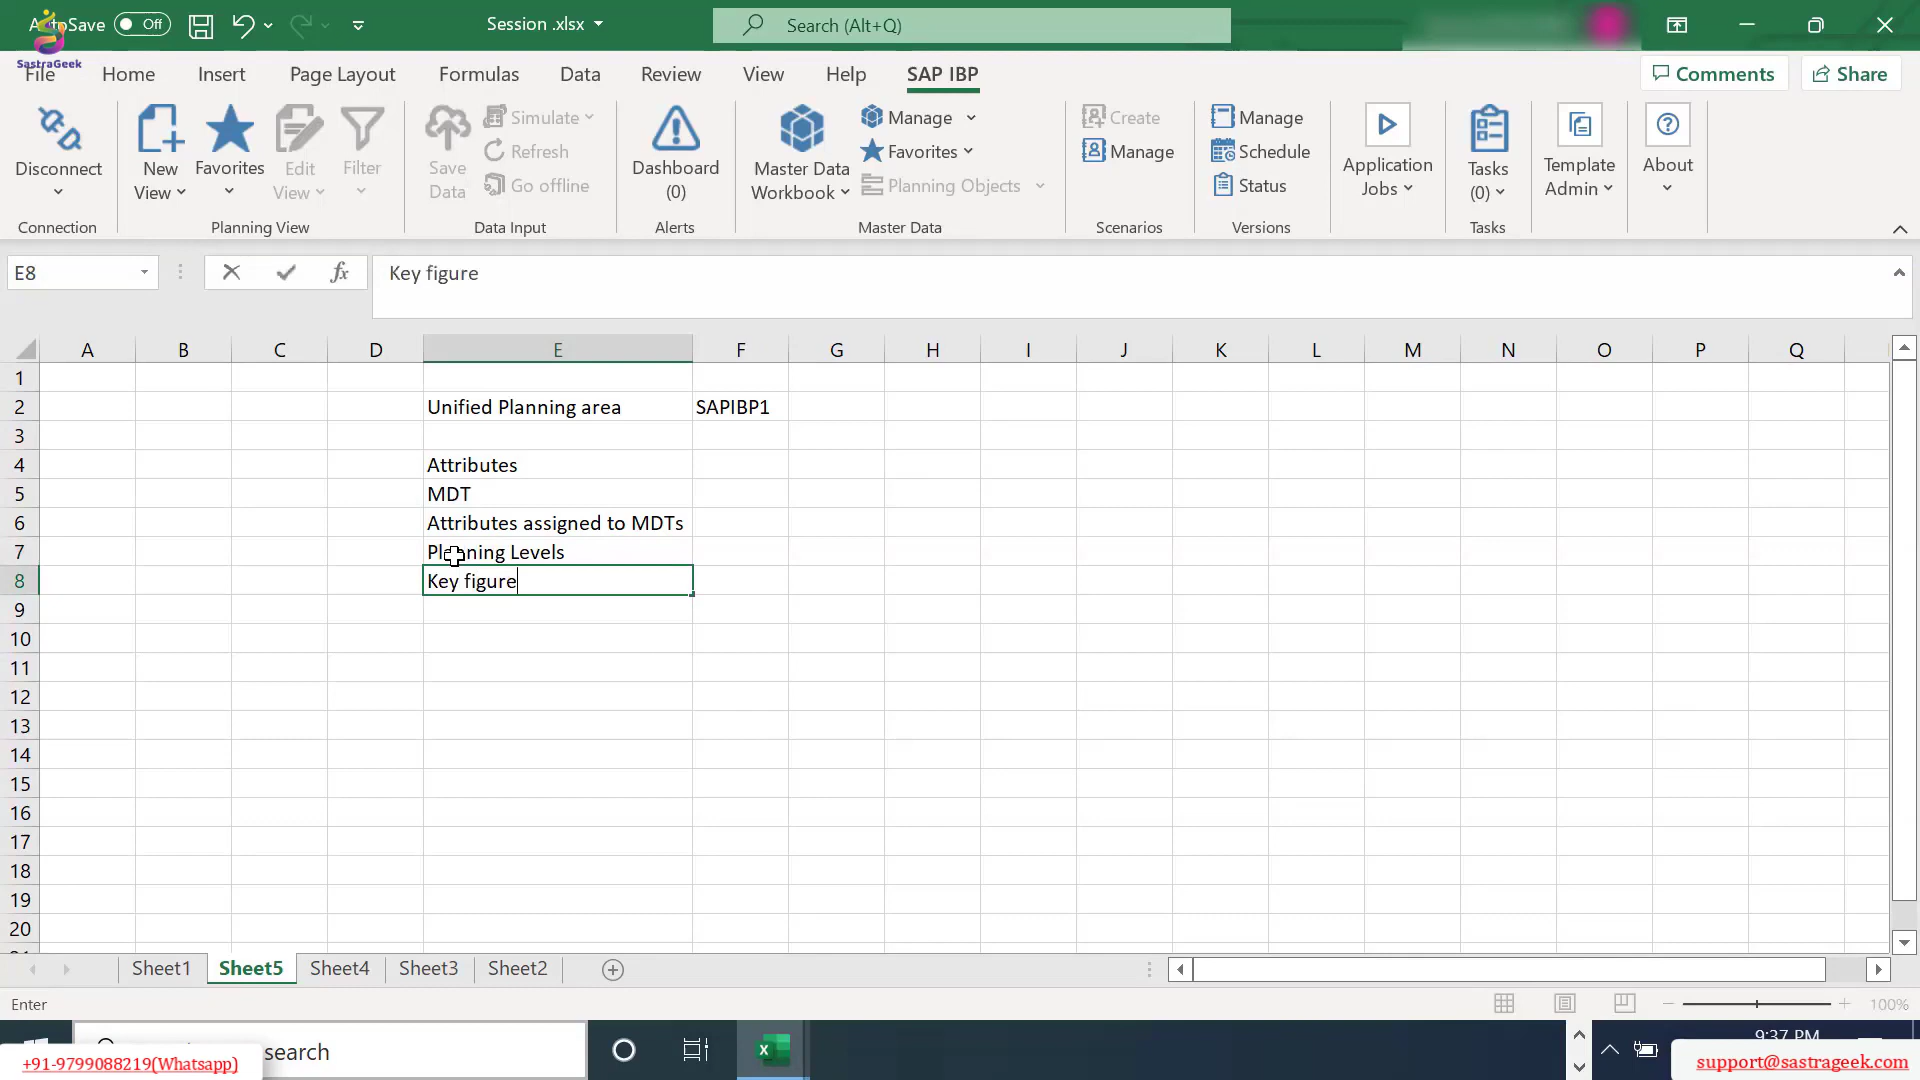 AutoSave Off Session .xlsx Search (Alt+Q)
SastraGeek
File Home Insert Page Layout Formulas Data Review View Help SAP IBP Comments Share
Disconnect New View Favorites Edit View Filter Save Data Simulate Refresh Go offline Dashboard (0) Master Data Workbook Manage Favorites Planning Objects Create Manage Manage Schedule Status Application Jobs Tasks (0) Template Admin About
Connection Planning View Data Input Alerts Master Data Scenarios Versions Tasks
E8 fx Key figure
A B C D E F G H I J K L M N O P Q
1
2 Unified Planning area SAPIBP1
3
4 Attributes
5 MDT
6 Attributes assigned to MDTs
7 Planning Levels
8 Key figure
9
10
11
12
13
14
15
16
17
18
19
20
Sheet1 Sheet5 Sheet4 Sheet3 Sheet2
Enter 100%
search 9:37 PM
+91-9799088219(Whatsapp) support@sastrageek.com